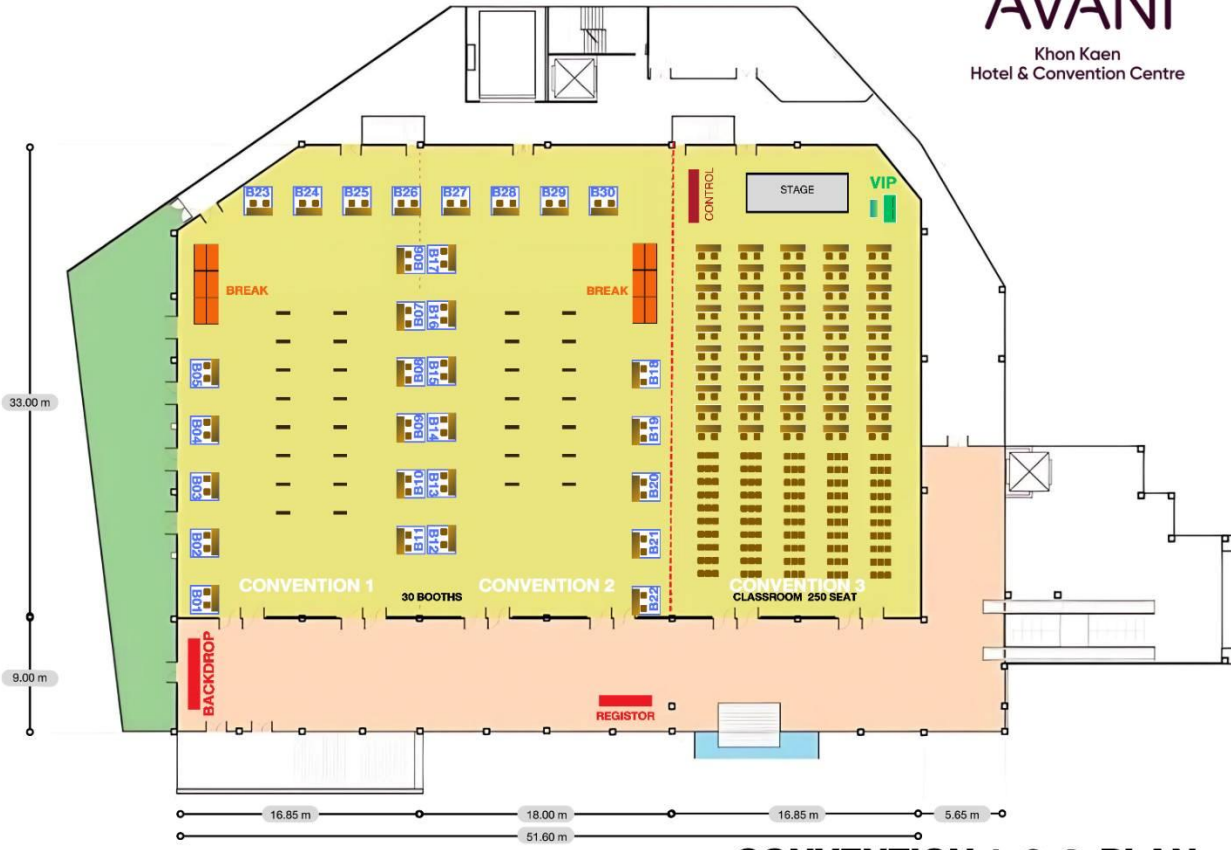 AVANI
Khon Kaen
Hotel & Convention Centre
B23 B24 B25 B26 B27 B28 B29 B30
CONTROL
STAGE
VIP
B06 B17
BREAK
BREAK
B07 B16
B05 B08 B15 B18
33.00 m
B04 B09 B14 B19
B03 B10 B13 B20
B02 B11 B12 B21
B01 B22
CONVENTION 1
CONVENTION 2
CONVENTION 3
30 BOOTHS
CLASSROOM 250 SEAT
9.00 m
BACKDROP
REGISTOR
16.85 m 18.00 m 16.85 m 5.65 m
51.60 m